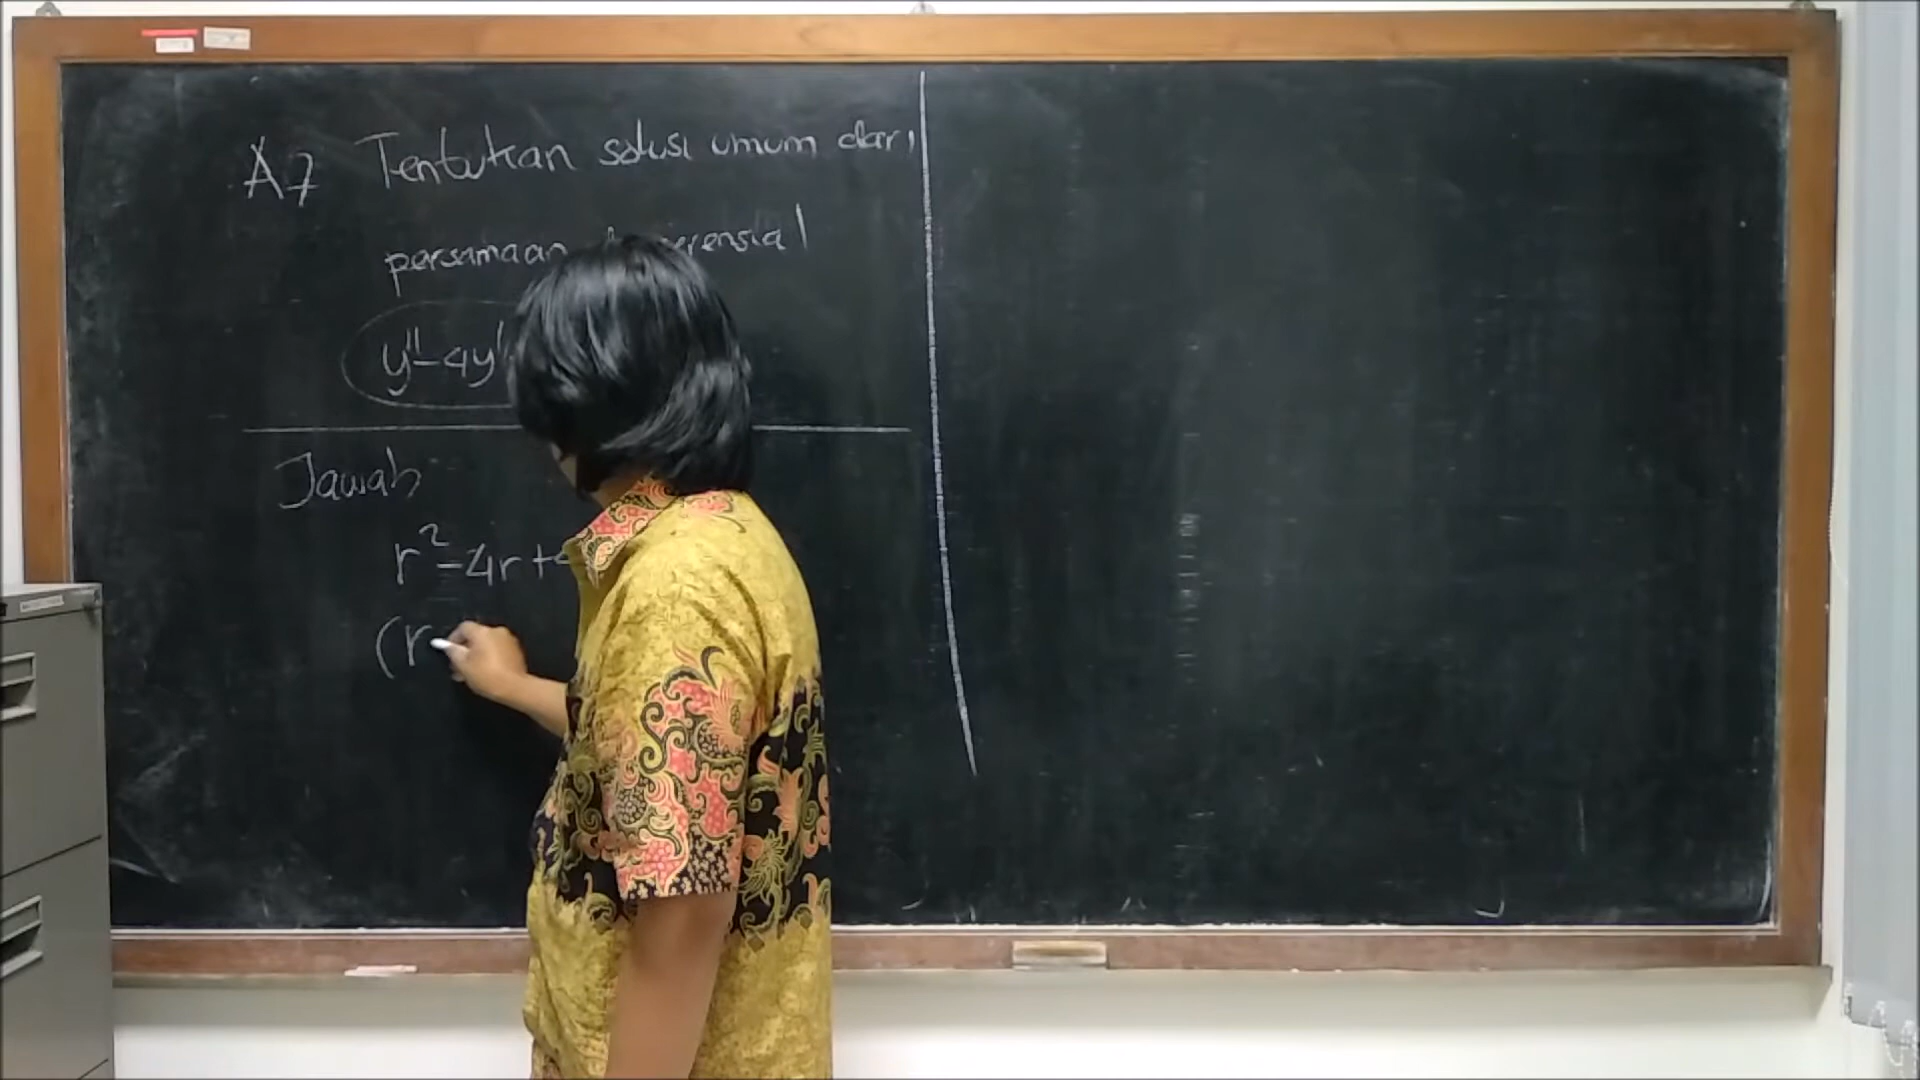 A7 Tentukan solusi umum dari
persamaan
y''-4y'
Jawab
r²-4r+
(r